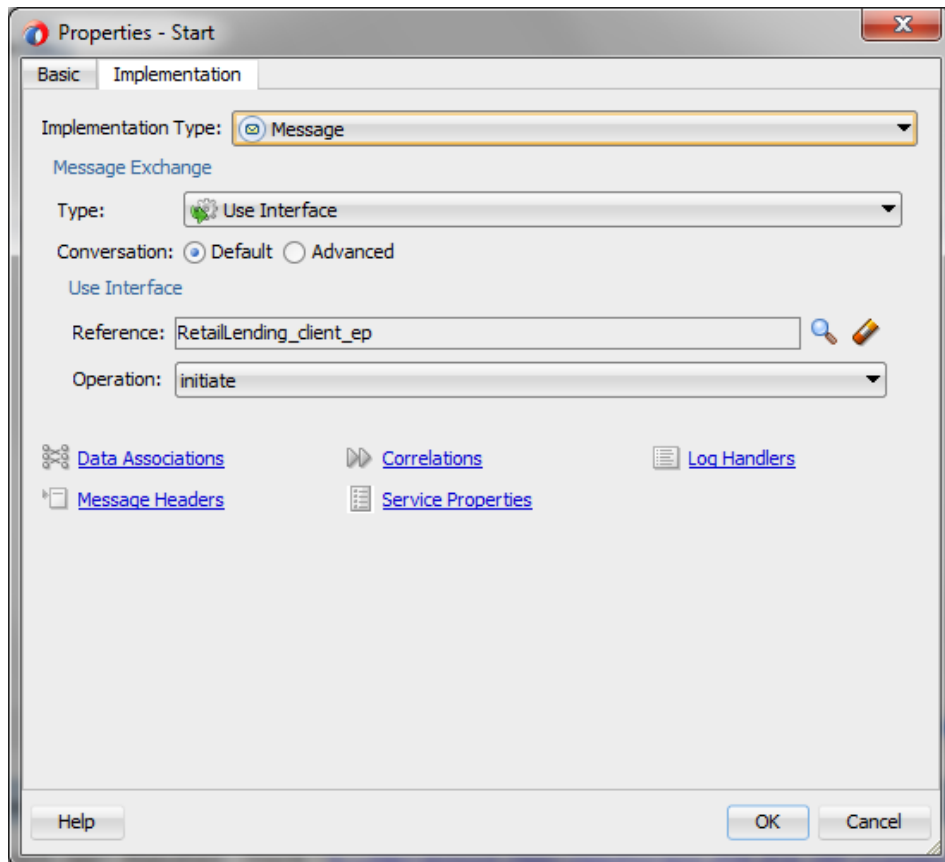 Properties - Start
Basic Implementation
Implementation Type: Message
Message Exchange
Type: Use Interface
Conversation: Default Advanced
Use Interface
Reference: RetailLending_client_ep
Operation: initiate
Data Associations Correlations Log Handlers
Message Headers Service Properties
Help OK Cancel